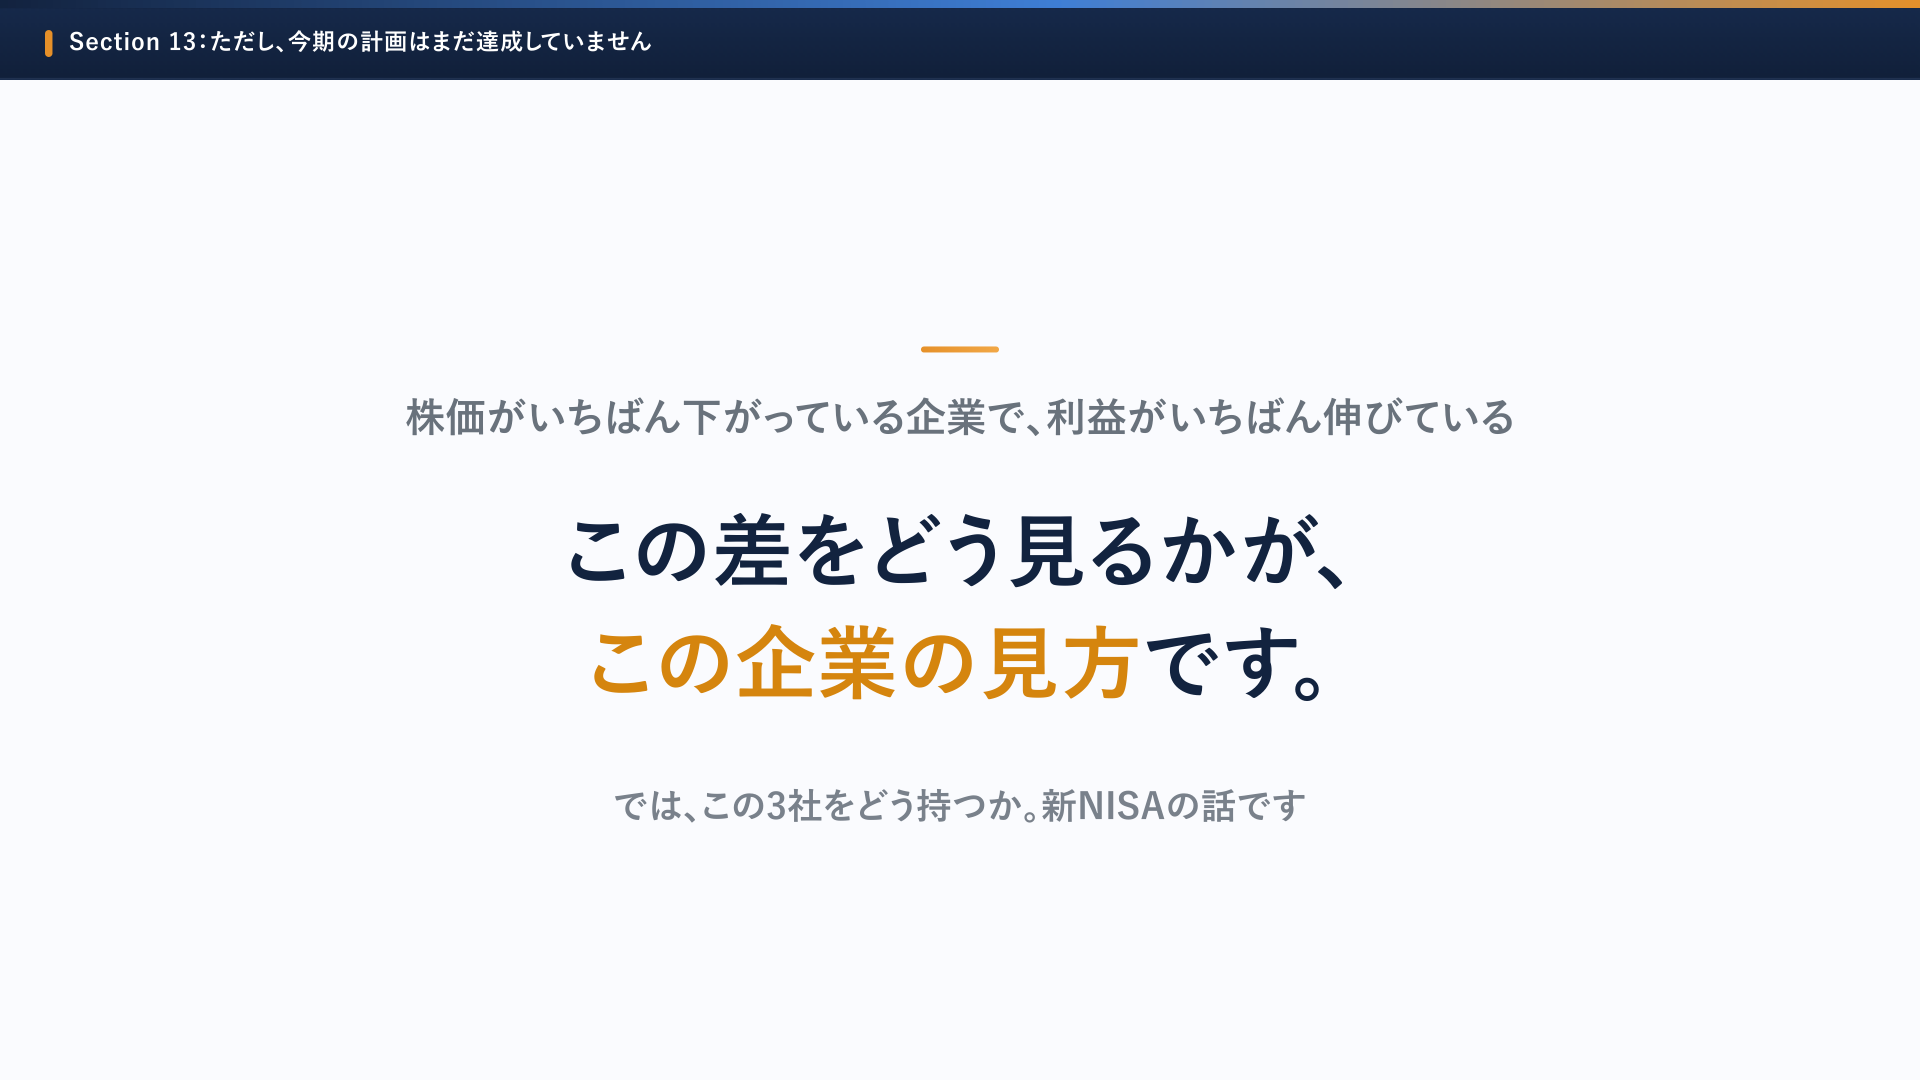 Section 13：ただし、今期の計画はまだ達成していません
株価がいちばん下がっている企業で、利益がいちばん伸びている
この差をどう見るかが、
この企業の見方です。
では、この3社をどう持つか。新NISAの話です